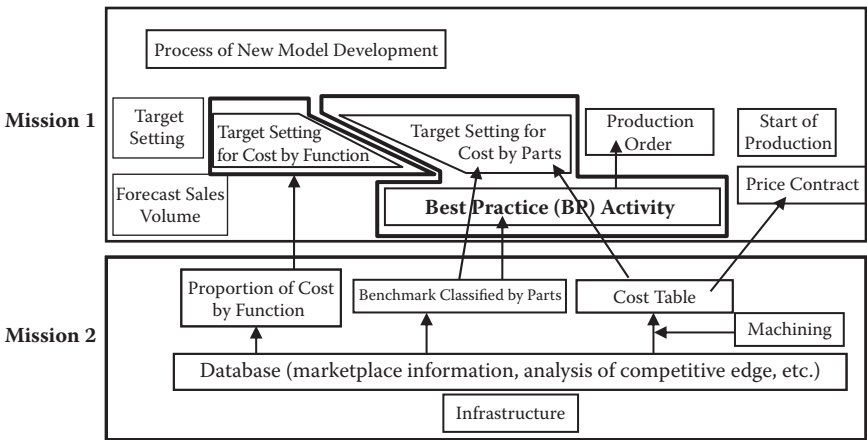 Process of New Model Development
Mission 1
Target
Setting
Target Setting
for Cost by Function
Target Setting for
Cost by Parts
Production
Order
Start of
Production
Forecast Sales
Volume
Best Practice (BP) Activity
Price Contract
Mission 2
Proportion of Cost
by Function
Benchmark Classified by Parts
Cost Table
Machining
Database (marketplace information, analysis of competitive edge, etc.)
Infrastructure